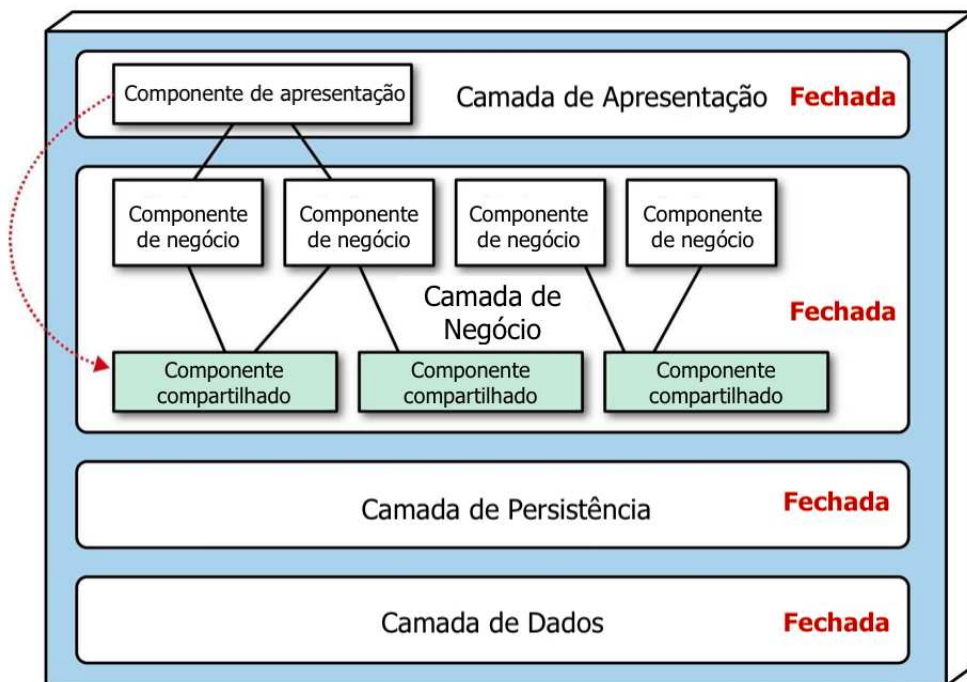 Componente de apresentação
Camada de Apresentação
Fechada
Componente
de negócio
Componente
de negócio
Componente
de negócio
Componente
de negócio
Camada de
Negócio
Fechada
Componente
compartilhado
Componente
compartilhado
Componente
compartilhado
Camada de Persistência
Fechada
Camada de Dados
Fechada